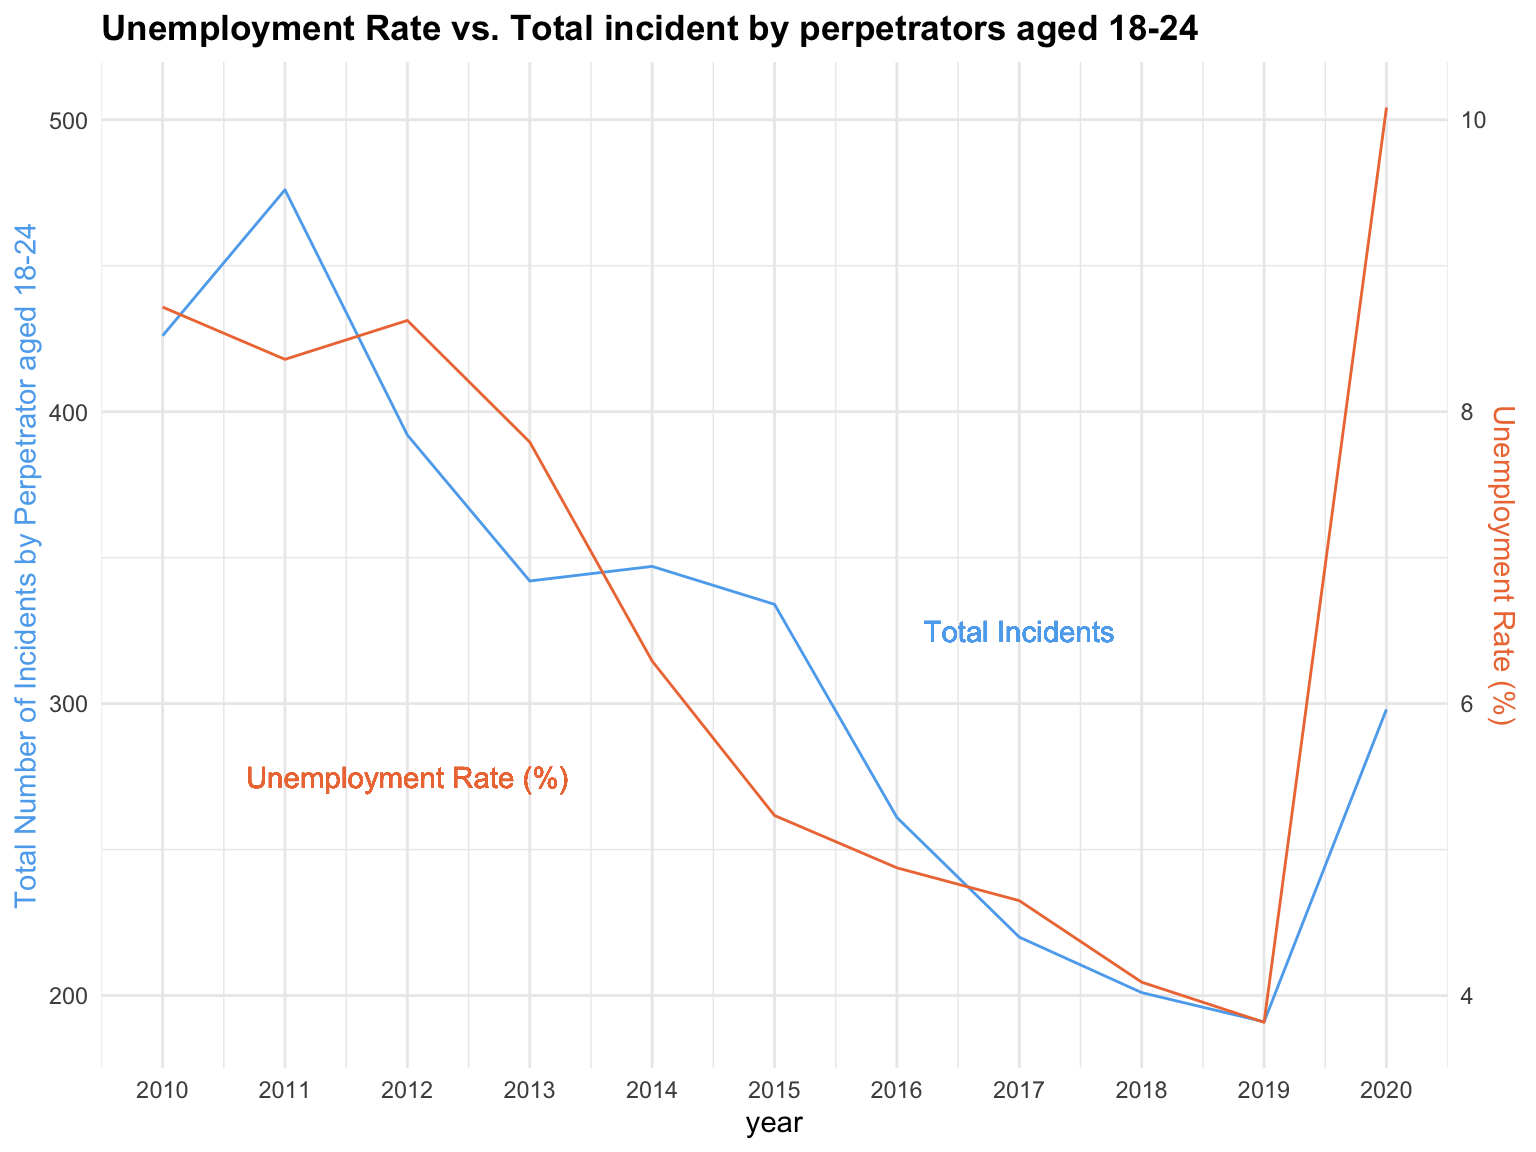 Unemployment Rate vs. Total incident by perpetrators aged 18-24
Total Number of Incidents by Perpetrator aged 18-24
500
400
300
200
Total Incidents
Unemployment Rate (%)
10
8
6
4
Unemployment Rate (%)
2010 2011 2012 2013 2014 2015 2016 2017 2018 2019 2020
year